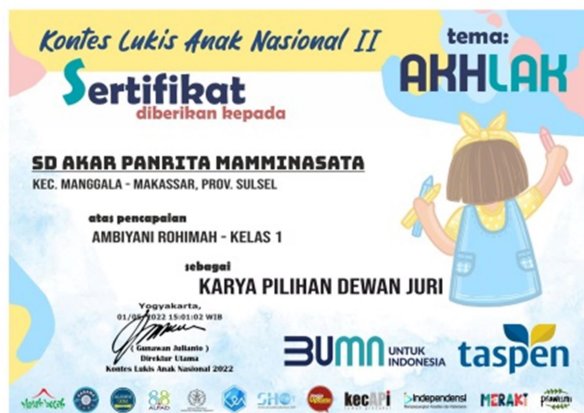 Kontes Lukis Anak Nasional II
tema:
AKHLAK
Sertifikat
diberikan kepada
SD AKAR PANRITA MAMMINASATA
KEC. MANGGALA - MAKASSAR, PROV. SULSEL
atas pencapaian
AMBIYANI ROHIMAH - KELAS 1
sebagai
KARYA PILIHAN DEWAN JURI
Yogyakarta,
01/05/2022 15:01:02 WIB
( Gunawan Julianto )
Direktur Utama
Kontes Lukis Anak Nasional 2022
BUMN UNTUK INDONESIA
taspen
kecAPi
independensi
MERAKI